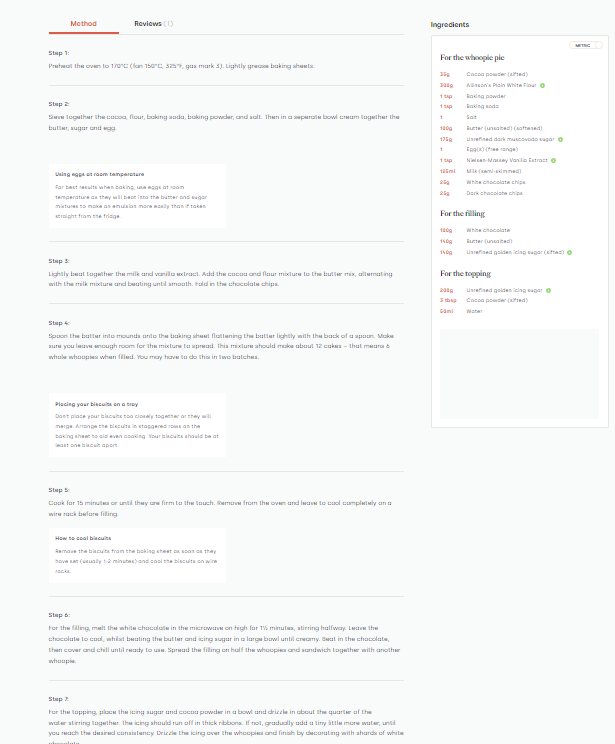 Method
Reviews (1)
Step 1:
Preheat the oven to 170°C (fan 150°C, 325°F, gas mark 3). Lightly grease baking sheets.
Step 2:
Sieve together the cocoa, flour, baking soda, baking powder, and salt. Then in a seperate bowl cream together the
butter, sugar and egg.
Using eggs at room temperature
For best results when baking, use eggs at room
temperature as they will beat into the butter and sugar
mixtures to make an emulsion more easily than if taken
straight from the fridge.
Step 3:
Lightly beat together the milk and vanilla extract. Add the cocoa and flour mixture to the butter mix, alternating
with the milk mixture and beating until smooth. Fold in the chocolate chips.
Step 4:
Spoon the batter into mounds onto the baking sheet flattening the batter lightly with the back of a spoon. Make
sure you leave enough room for the mixture to spread. This mixture should make about 12 cakes – that means 6
whole whoopies when filled. You may have to do this in two batches.
Placing your biscuits on a tray
Don't place your biscuits too closely together or they will
merge. Arrange the biscuits in staggered rows on the
baking sheet to aid even cooking. Your biscuits should be at
least one biscuit apart.
Step 5:
Cook for 15 minutes or until they are firm to the touch. Remove from the oven and leave to cool completely on a
wire rack before filling.
How to cool biscuits
Remove the biscuits from the baking sheet as soon as they
have set (usually 1-2 minutes) and cool the biscuits on wire
racks.
Step 6:
For the filling, melt the white chocolate in the microwave on high for 1½ minutes, stirring halfway. Leave the
chocolate to cool, whilst beating the butter and icing sugar in a large bowl until creamy. Beat in the chocolate,
then cover and chill until ready to use. Spread the filling on half the whoopies and sandwich together with another
whoopie.
Step 7:
For the topping, place the icing sugar and cocoa powder in a bowl and drizzle in about the quarter of the
water stirring together. The icing should run off in thick ribbons. If not, gradually add a tiny little more water, until
you reach the desired consistency. Drizzle the icing over the whoopies and finish by decorating with shards of white
chocolate.
Ingredients
METRIC
For the whoopie pie
35g Cocoa powder (sifted)
300g Allinson's Plain White Flour
1 tsp Baking powder
1 tsp Baking soda
1 Salt
100g Butter (unsalted) (softened)
175g Unrefined dark muscovado sugar
1 Egg(s) (free range)
1 tsp Nielsen-Massey Vanilla Extract
125ml Milk (semi-skimmed)
25g White chocolate chips
25g Dark chocolate chips
For the filling
100g White chocolate
140g Butter (unsalted)
140g Unrefined golden icing sugar (sifted)
For the topping
200g Unrefined golden icing sugar
2 tbsp Cocoa powder (sifted)
50ml Water